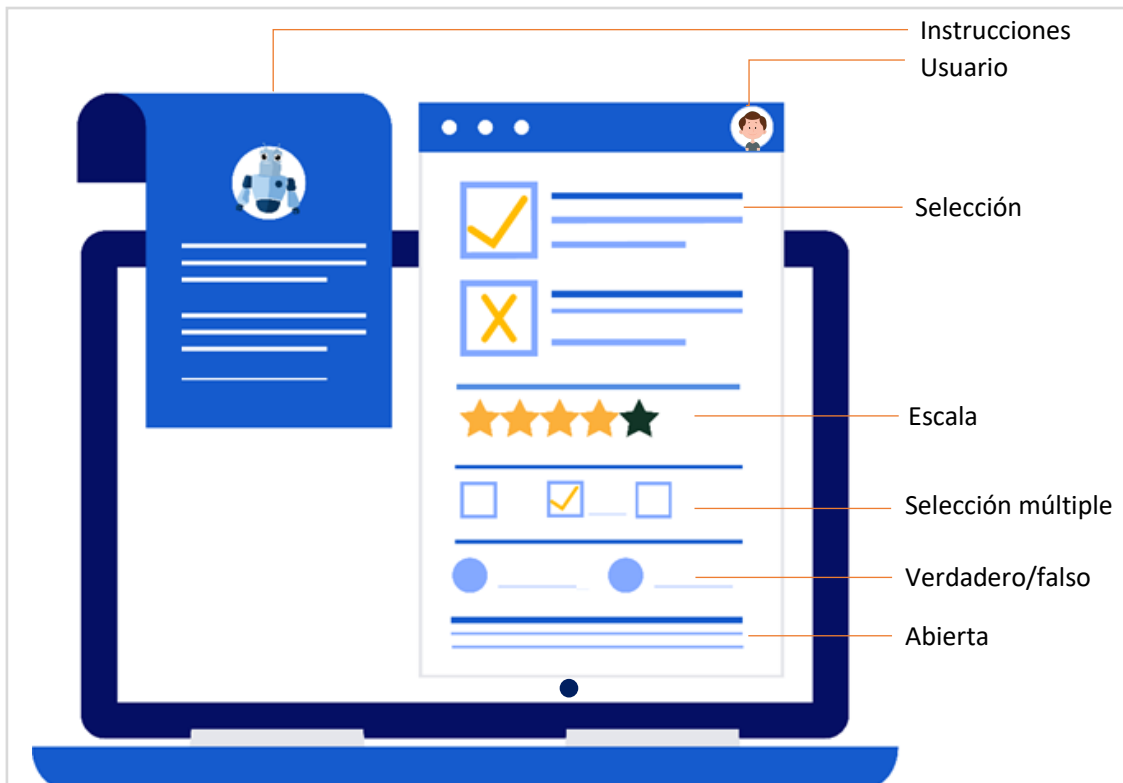 Instrucciones
Usuario
Selección
Escala
Selección múltiple
Verdadero/falso
Abierta